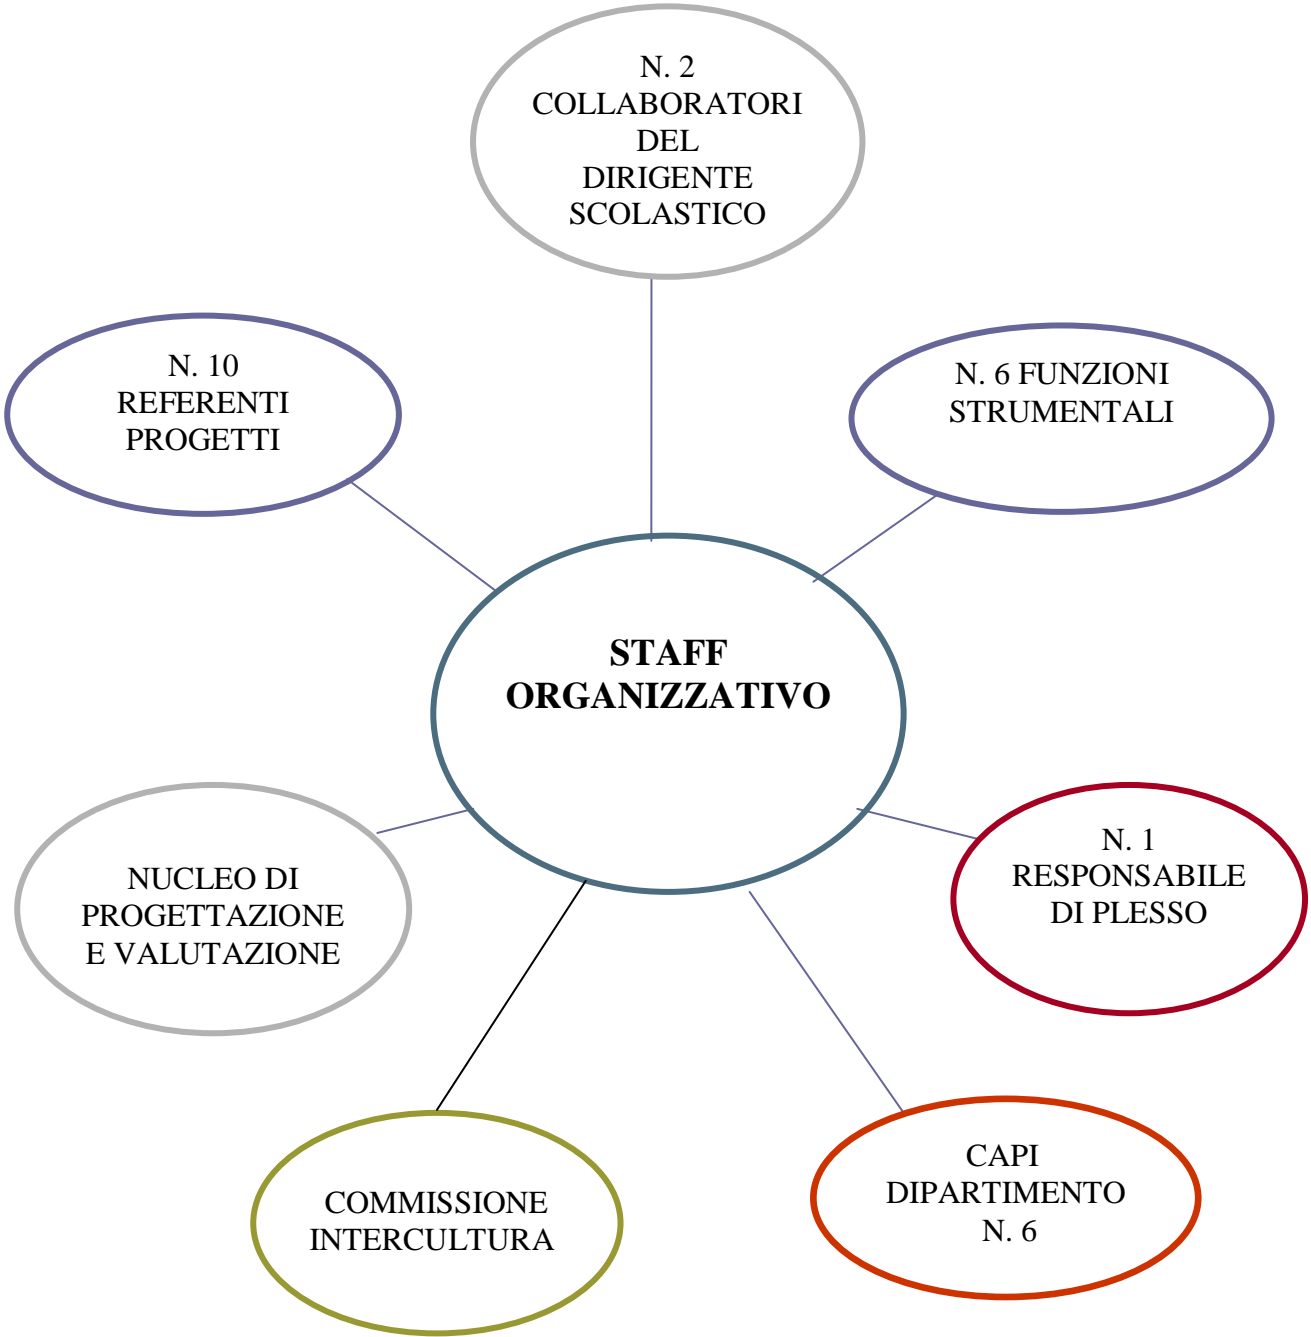 N. 2
COLLABORATORI
DEL
DIRIGENTE
SCOLASTICO
N. 10
REFERENTI
PROGETTI
N. 6 FUNZIONI
STRUMENTALI
STAFF
ORGANIZZATIVO
NUCLEO DI
PROGETTAZIONE
E VALUTAZIONE
N. 1
RESPONSABILE
DI PLESSO
COMMISSIONE
INTERCULTURA
CAPI
DIPARTIMENTO
N. 6